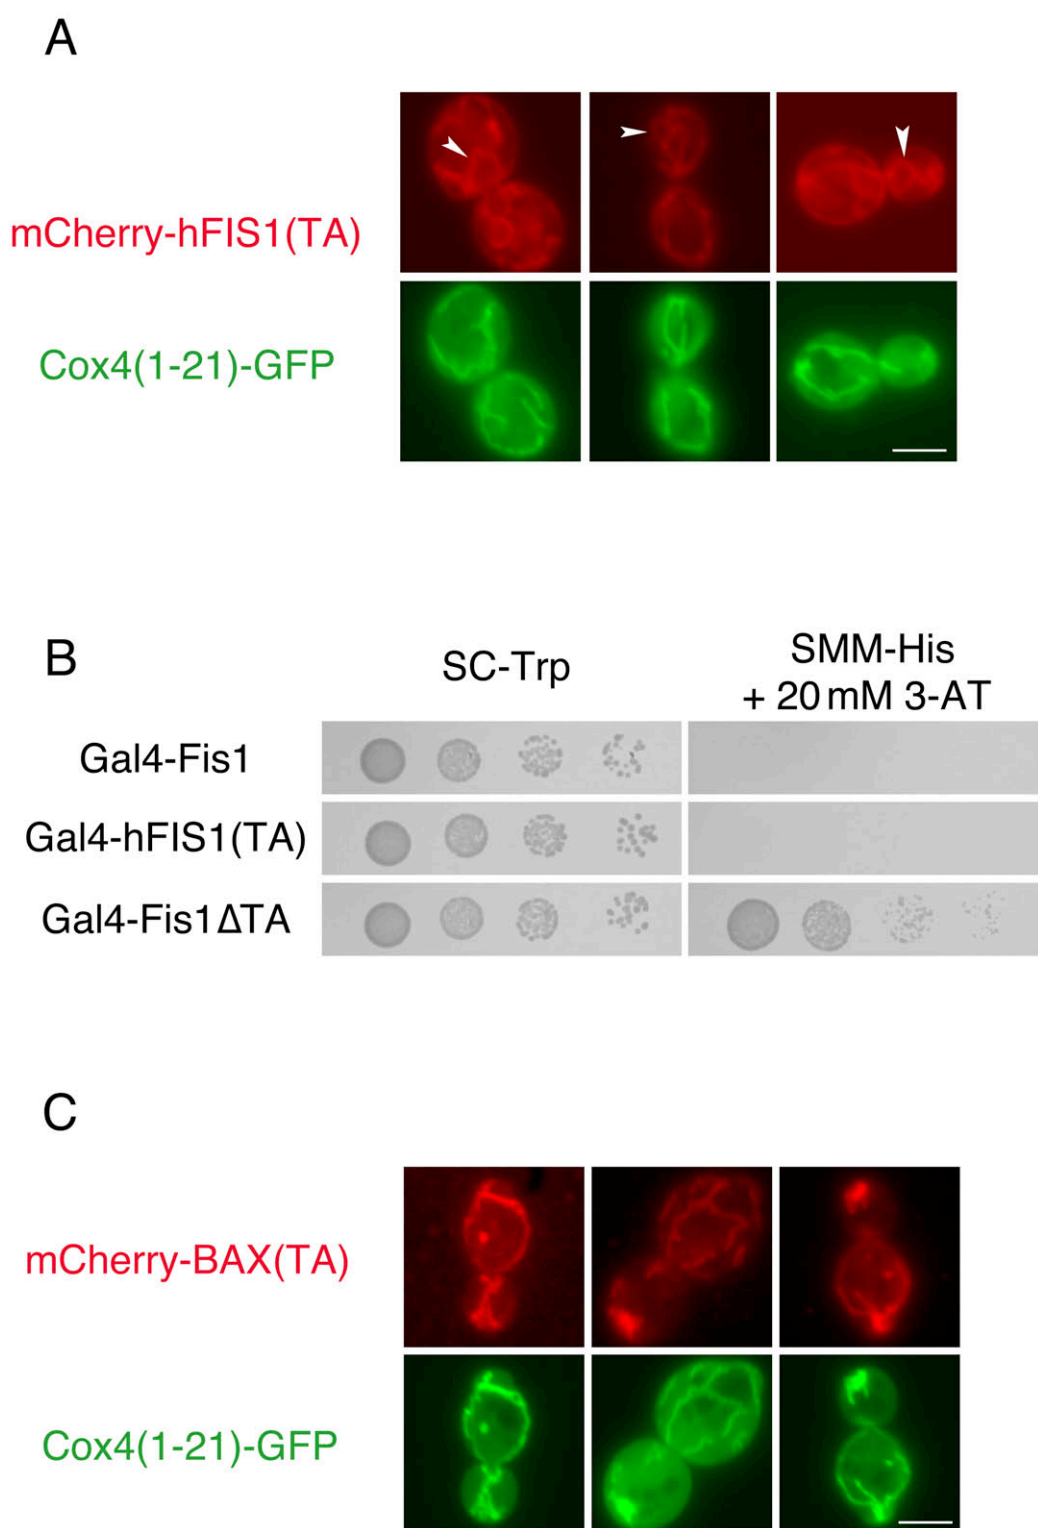 A
mCherry-hFIS1(TA)
Cox4(1-21)-GFP
B
SC-Trp
SMM-His
+ 20 mM 3-AT
Gal4-Fis1
Gal4-hFIS1(TA)
Gal4-Fis1ΔTA
C
mCherry-BAX(TA)
Cox4(1-21)-GFP